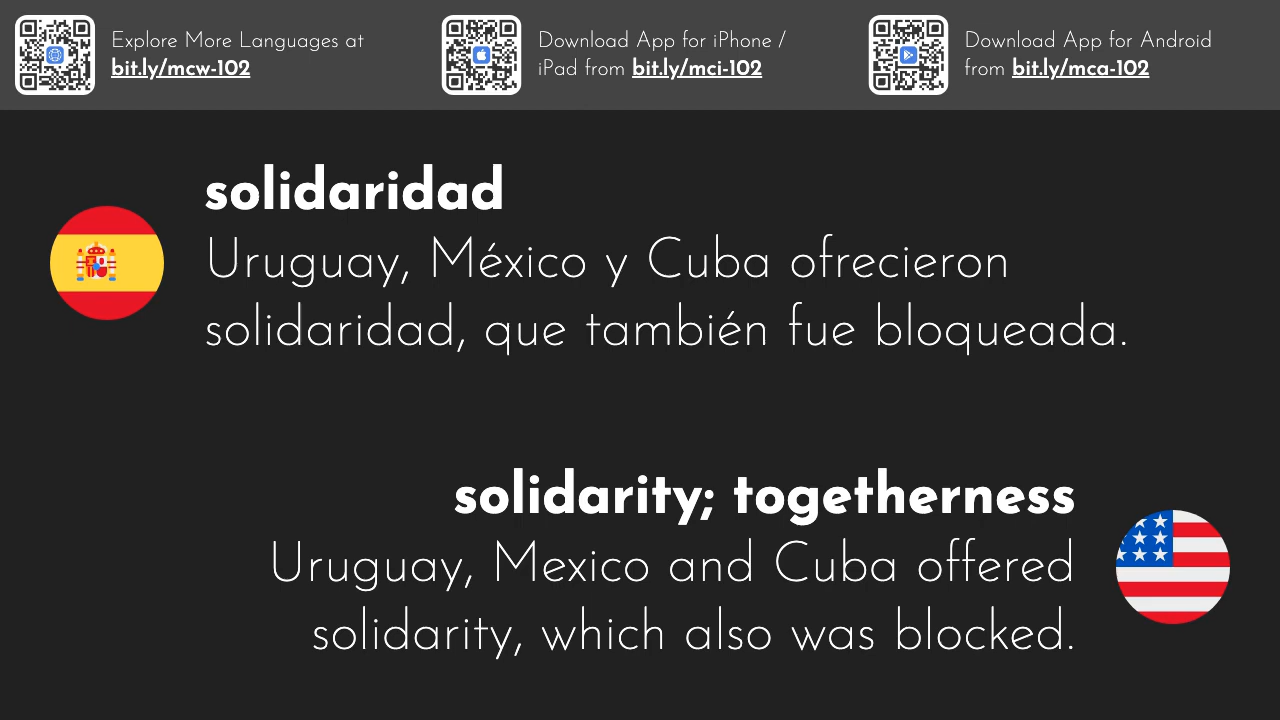 Explore More Languages at
bit.ly/mcw-102
Download App for iPhone /
iPad from bit.ly/mci-102
Download App for Android
from bit.ly/mca-102
solidaridad
Uruguay, México y Cuba ofrecieron
solidaridad, que también fue bloqueada.
solidarity; togetherness
Uruguay, Mexico and Cuba offered
solidarity, which also was blocked.